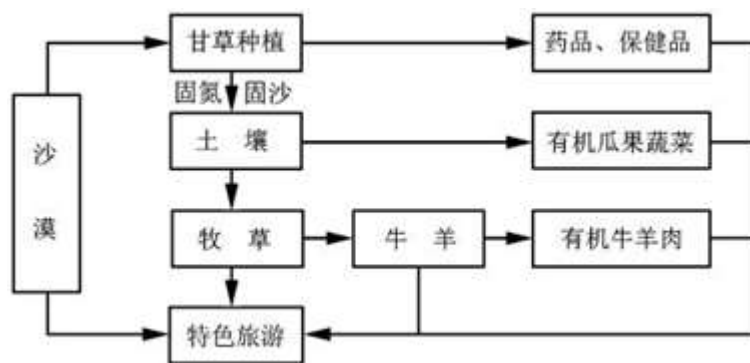 甘草种植
药品、保健品
固氮 固沙
沙漠
土 壤
有机瓜果蔬菜
牧 草
牛 羊
有机牛羊肉
特色旅游